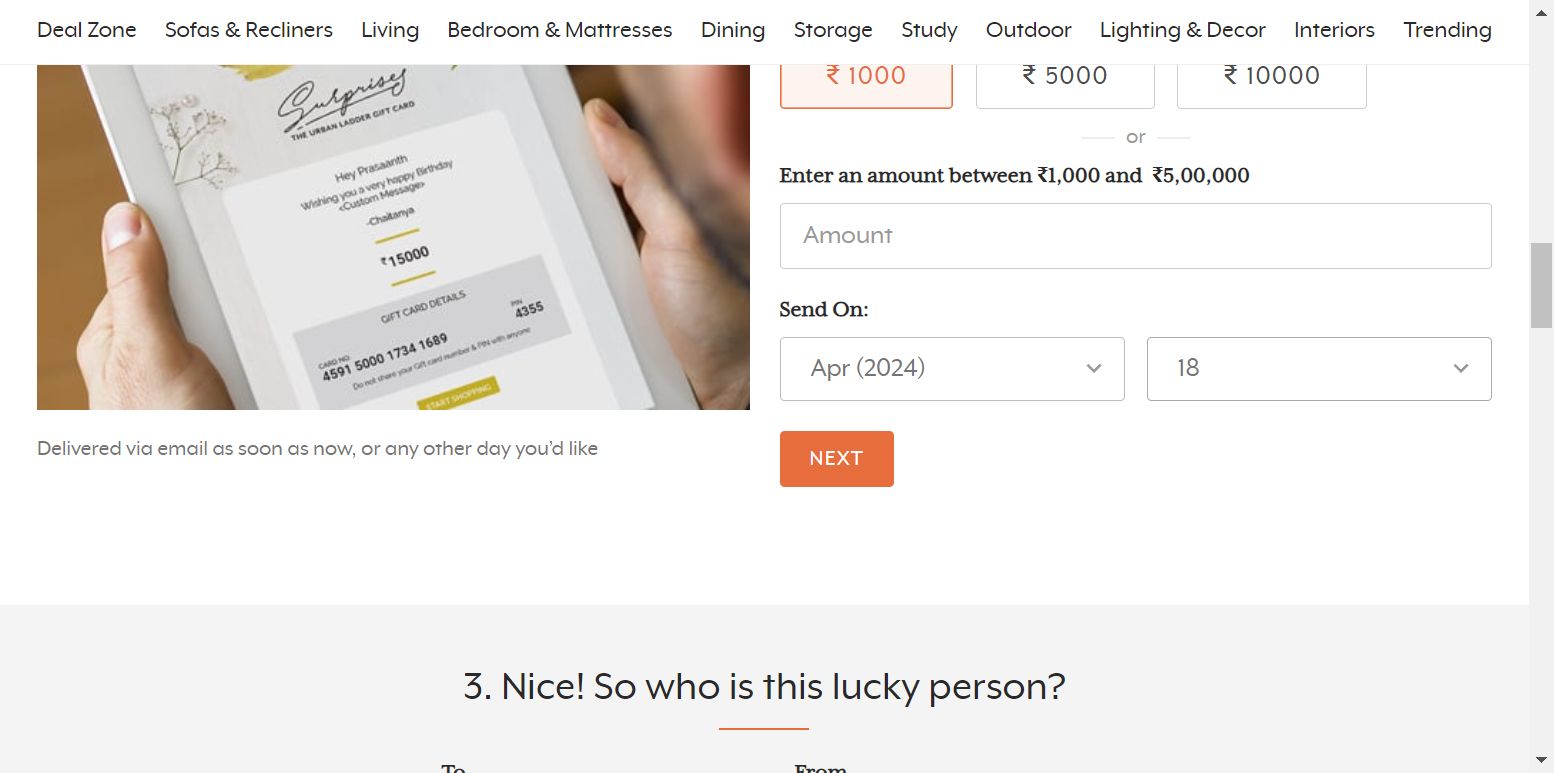 Deal Zone Sofas & Recliners Living Bedroom & Mattresses Dining Storage Study Outdoor Lighting & Decor Interiors Trending
Surprises
THE URBAN LADDER GIFT CARD
Hey Prasaanth
Wishing you a very happy Birthday
<Custom Message>
-Chaitanya
₹15000
GIFT CARD DETAILS
CARD NO. PIN
4591 5000 1734 1689 4355
Do not share your Gift card number & PIN with anyone
START SHOPPING
Delivered via email as soon as now, or any other day you’d like
₹ 1000 ₹ 5000 ₹ 10000
or
Enter an amount between ₹1,000 and ₹5,00,000
Amount
Send On:
Apr (2024) 18
NEXT
3. Nice! So who is this lucky person?
To From